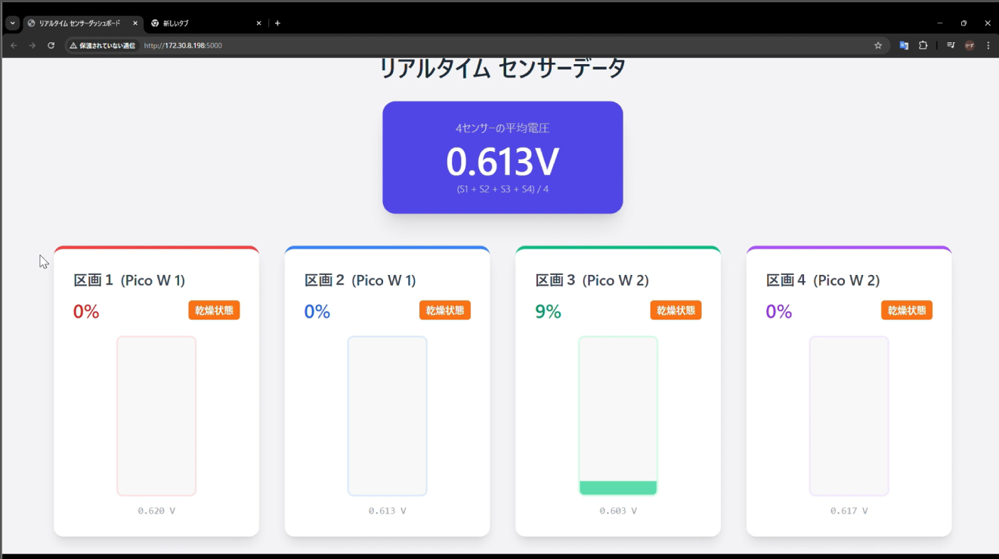 リアルタイム センサーダッシュボード
新しいタブ
保護されていない通信 http://172.30.8.198:5000
かず
リアルタイム センサーデータ
4センサーの平均電圧
0.613V
(S1 + S2 + S3 + S4) / 4
区画１ (Pico W 1)
0% 乾燥状態
0.620 V
区画２ (Pico W 1)
0% 乾燥状態
0.613 V
区画３ (Pico W 2)
9% 乾燥状態
0.603 V
区画４ (Pico W 2)
0% 乾燥状態
0.617 V